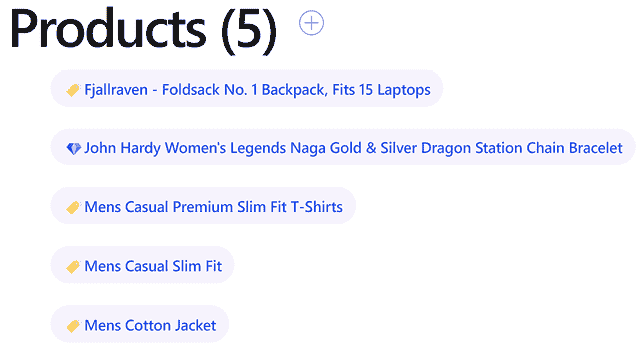 Products (5)
Fjallraven - Foldsack No. 1 Backpack, Fits 15 Laptops
John Hardy Women's Legends Naga Gold & Silver Dragon Station Chain Bracelet
Mens Casual Premium Slim Fit T-Shirts
Mens Casual Slim Fit
Mens Cotton Jacket